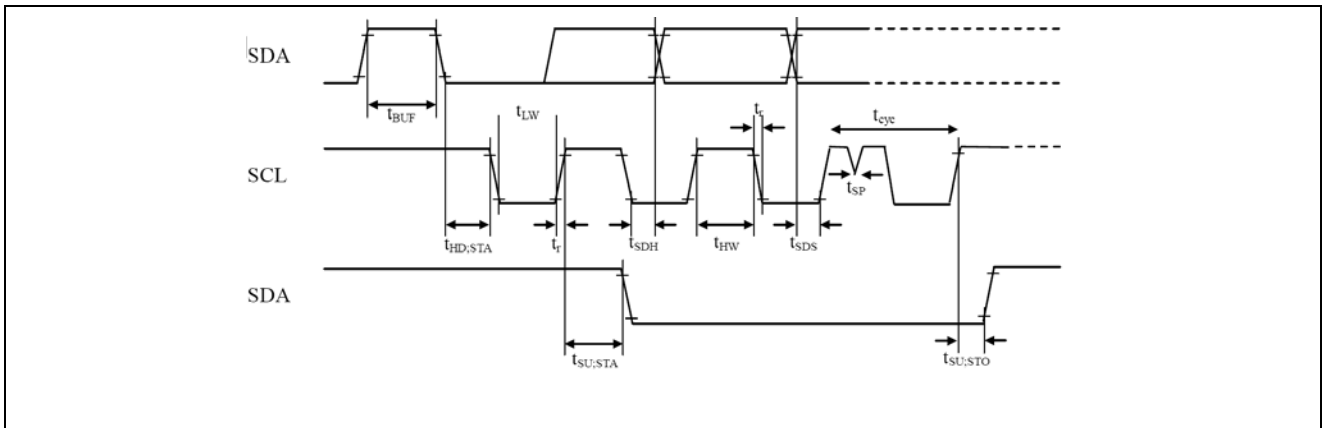 SDA
tBUF
tLW
tr
tcyc
SCL
tSP
tHD;STA
tr
tSDH
tHW
tSDS
SDA
tSU;STA
tSU;STO